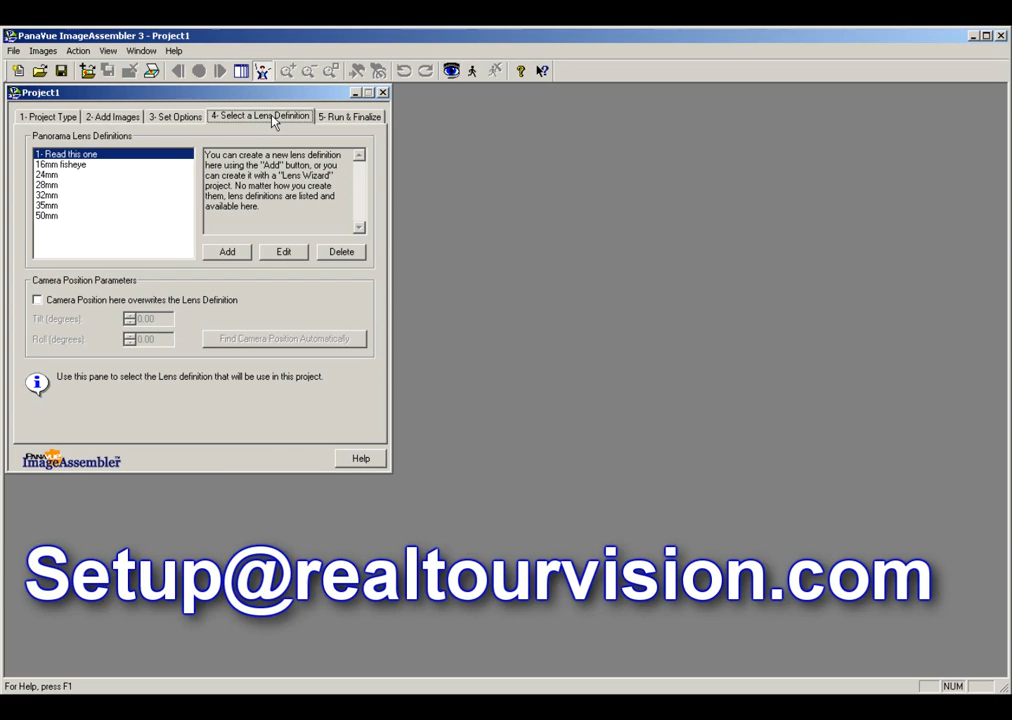 PanaVue ImageAssembler 3 - Project1
File Images Action View Window Help
Project1
1- Project Type 2- Add Images 3- Set Options 4- Select a Lens Definition 5- Run & Finalize
Panorama Lens Definitions
1- Read this one
16mm fisheye
24mm
28mm
32mm
35mm
50mm
You can create a new lens definition
here using the "Add" button, or you
can create it with a "Lens Wizard"
project. No matter how you create
them, lens definitions are listed and
available here.
Add Edit Delete
Camera Position Parameters
Camera Position here overwrites the Lens Definition
Tilt (degrees): 0.00
Roll (degrees): 0.00
Find Camera Position Automatically
Use this pane to select the Lens definition that will be use in this project.
PANAVUE
ImageAssembler™
Help
Setup@realtourvision.com
For Help, press F1
NUM